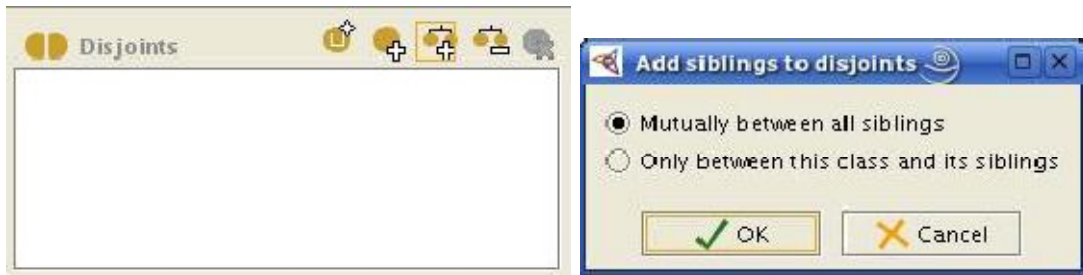 Disjoints
Add siblings to disjoints
Mutually between all siblings
Only between this class and its siblings
OK
Cancel